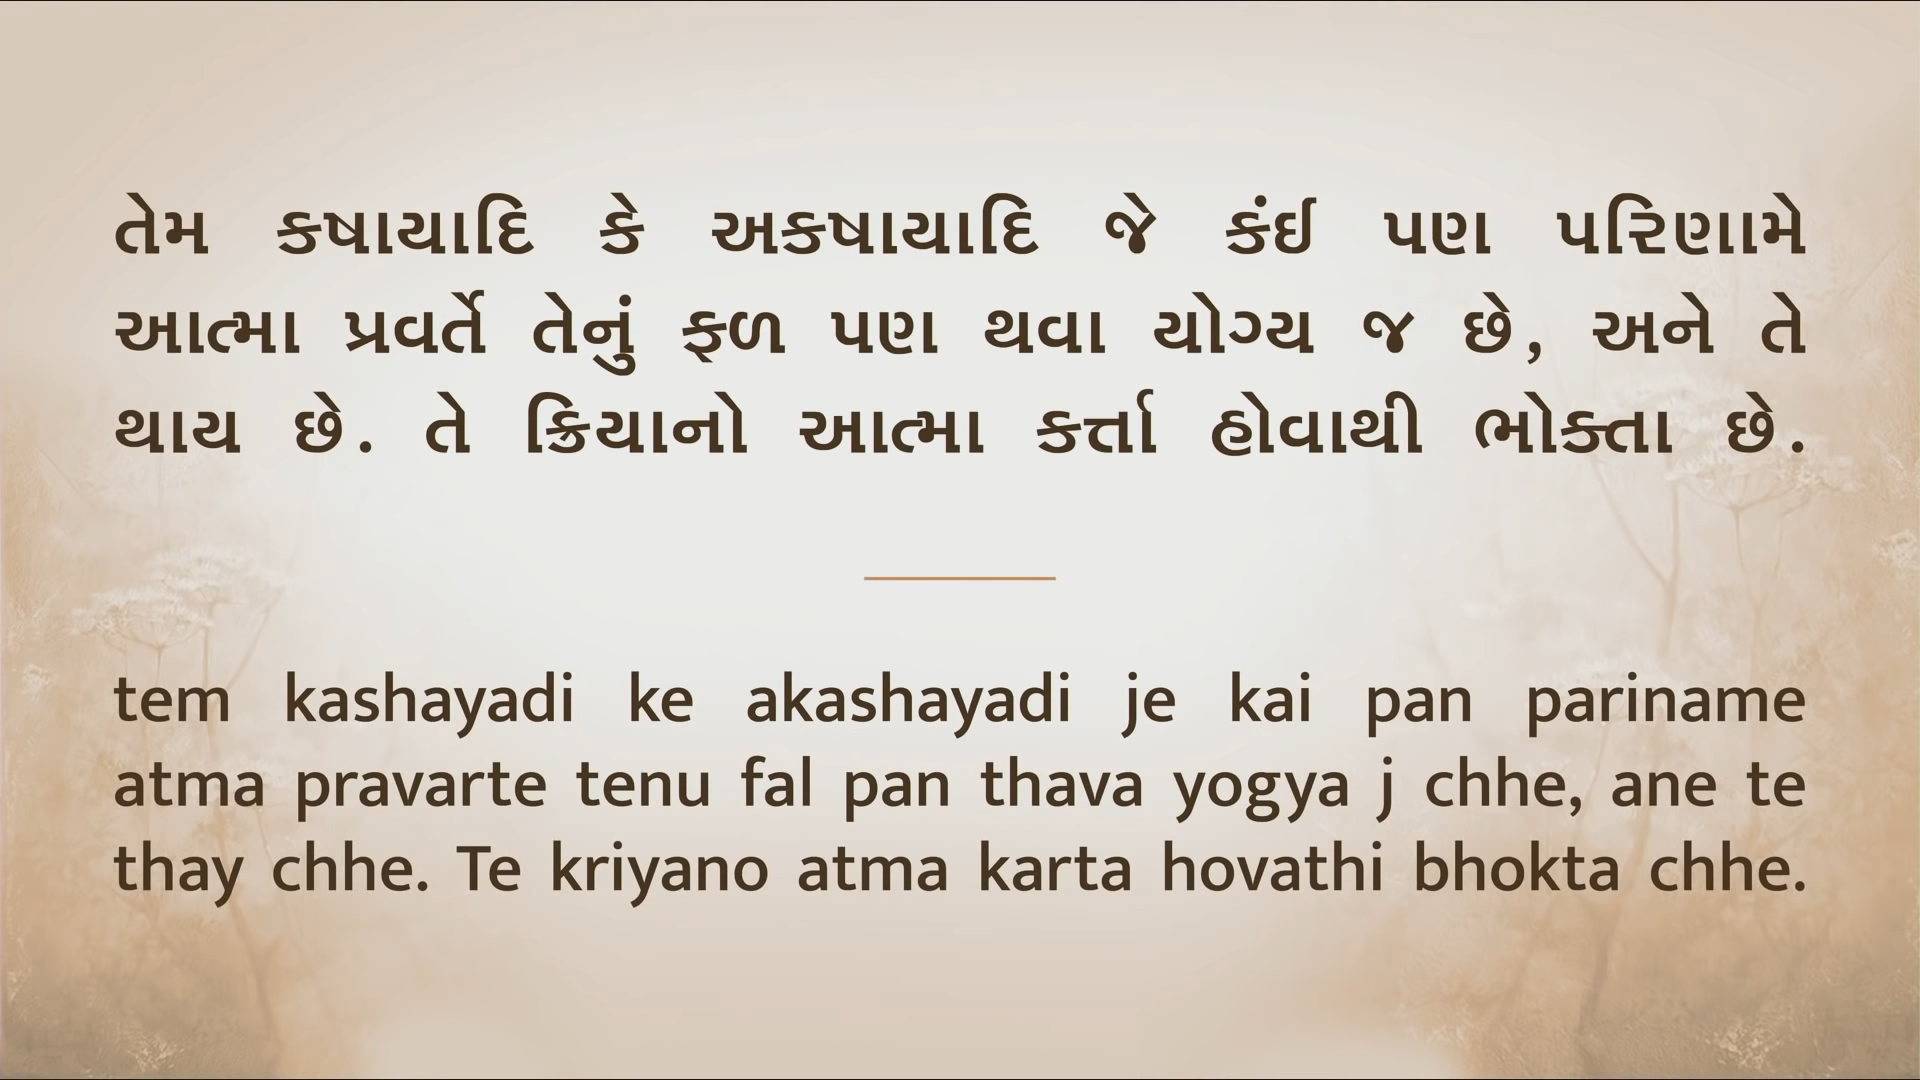 તેમ કષાયાદિ કે અકષાયાદિ જે કંઈ પણ પરિણામે
આત્મા પ્રવર્તે તેનું ફળ પણ થવા યોગ્ય જ છે, અને તે
થાય છે. તે ક્રિયાનો આત્મા કર્ત્તા હોવાથી ભોક્તા છે.
tem kashayadi ke akashayadi je kai pan pariname
atma pravarte tenu fal pan thava yogya j chhe, ane te
thay chhe. Te kriyano atma karta hovathi bhokta chhe.